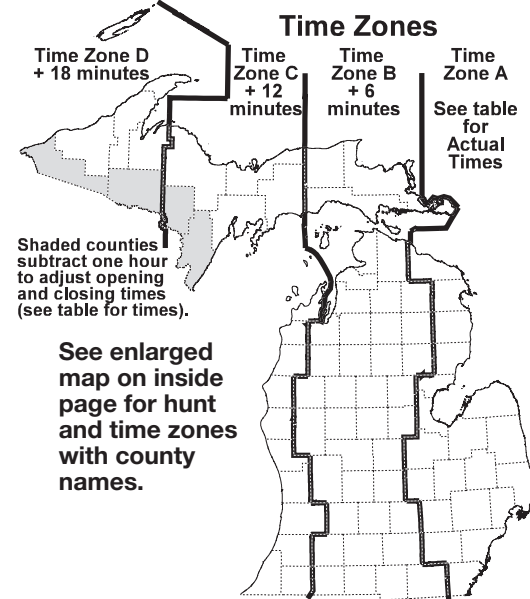 Time Zones
Time Zone D
+ 18 minutes
Time
Zone C
+ 12
minutes
Time
Zone B
+ 6
minutes
Time
Zone A
See table
for
Actual
Times
Shaded counties
subtract one hour
to adjust opening
and closing times
(see table for times).
See enlarged
map on inside
page for hunt
and time zones
with county
names.